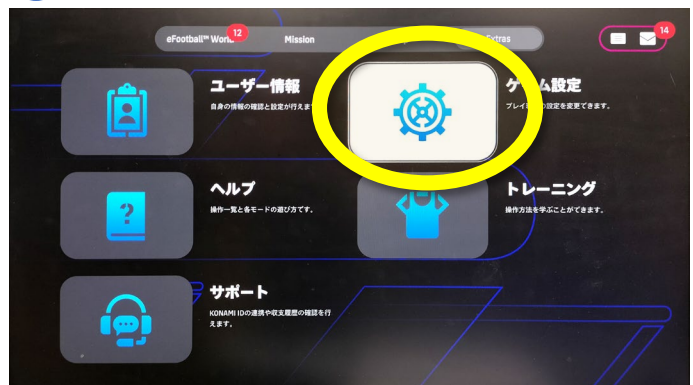 eFootball™ World
12
Mission
Extras
14
ユーザー情報
自身の情報の確認と設定が行えます
ゲーム設定
プレイ の設定を変更できます。
ヘルプ
操作一覧と各モードの遊び方です。
トレーニング
操作方法を学ぶことができます。
サポート
KONAMI IDの連携や収支履歴の確認を行
えます。